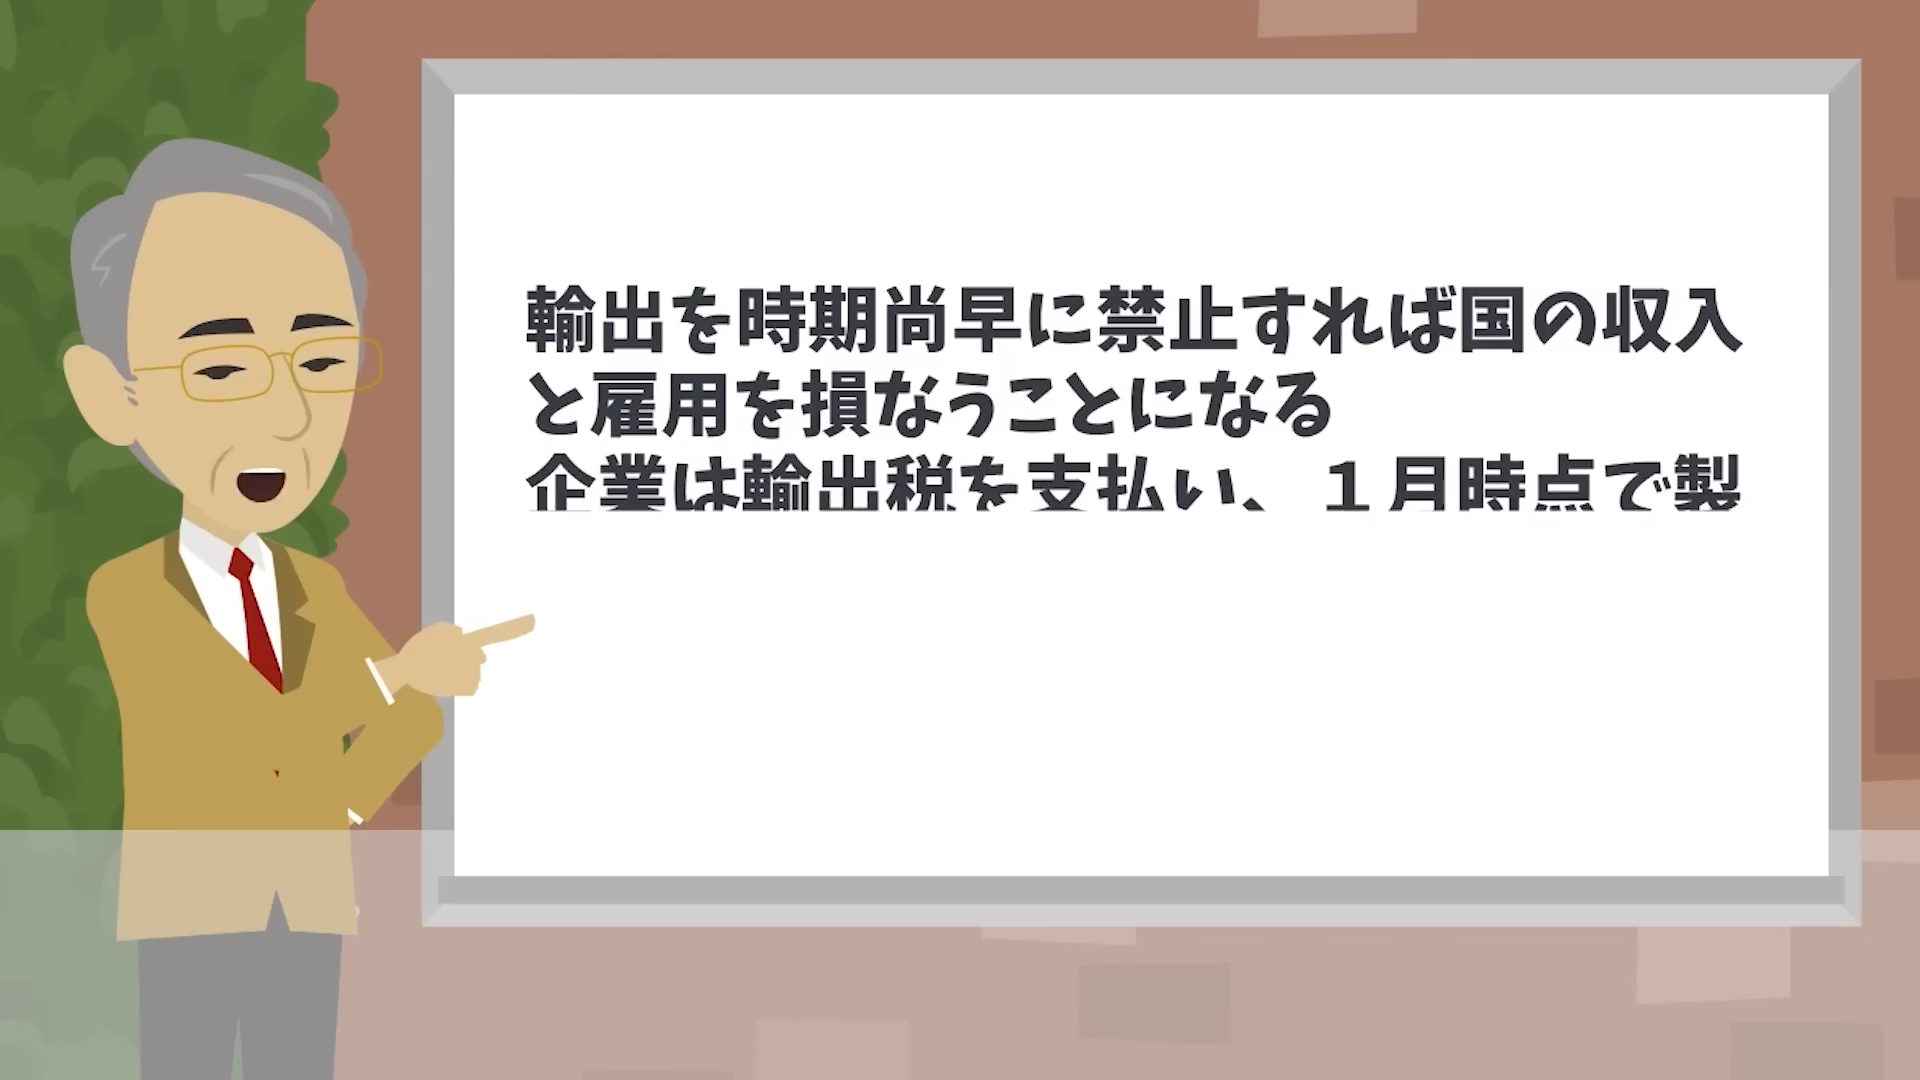 輸出を時期尚早に禁止すれば国の収入
と雇用を損なうことになる
企業は輸出税を支払い、１月時点で製